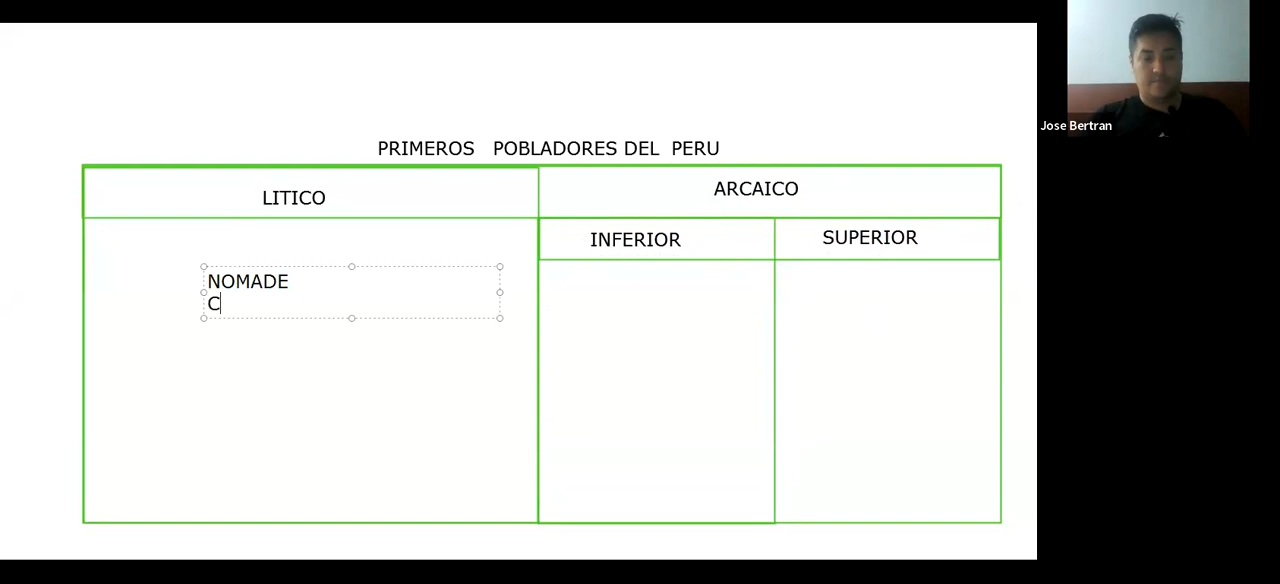 PRIMEROS POBLADORES DEL PERU
LITICO
ARCAICO
INFERIOR
SUPERIOR
NOMADE
C
Jose Bertran